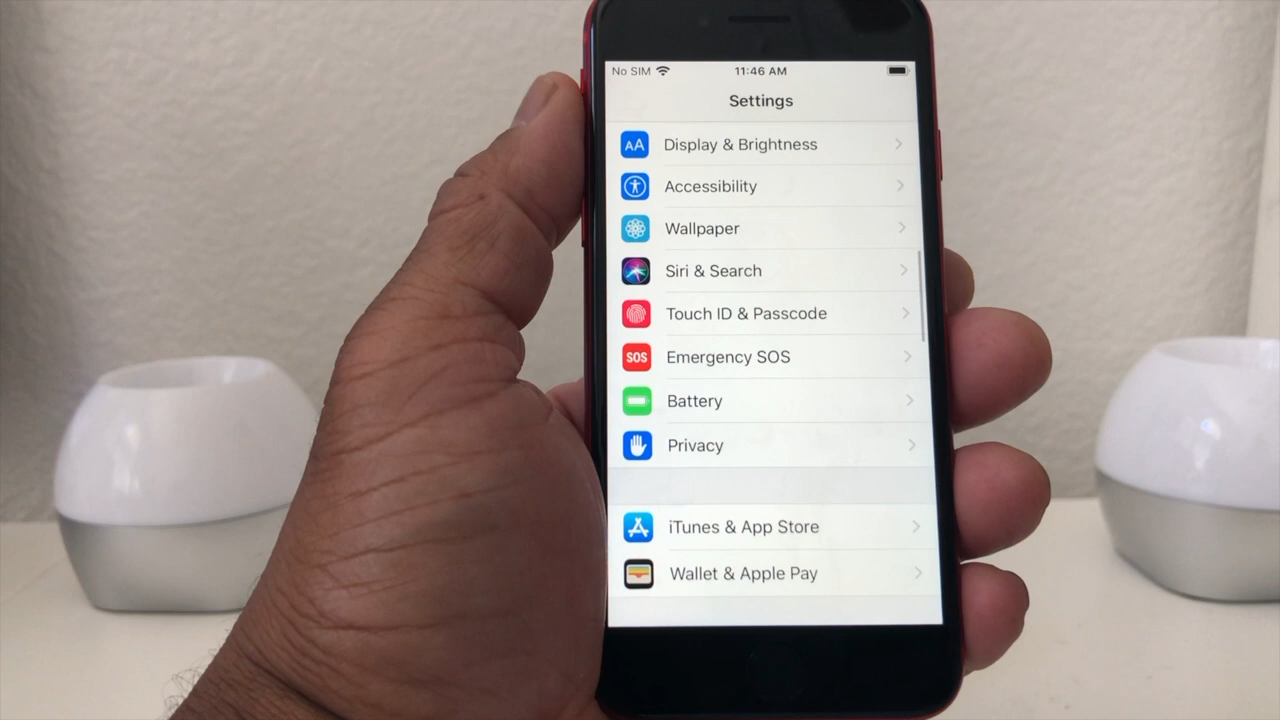 No SIM 11:46 AM
Settings
AA Display & Brightness
Accessibility
Wallpaper
Siri & Search
Touch ID & Passcode
SOS Emergency SOS
Battery
Privacy
iTunes & App Store
Wallet & Apple Pay